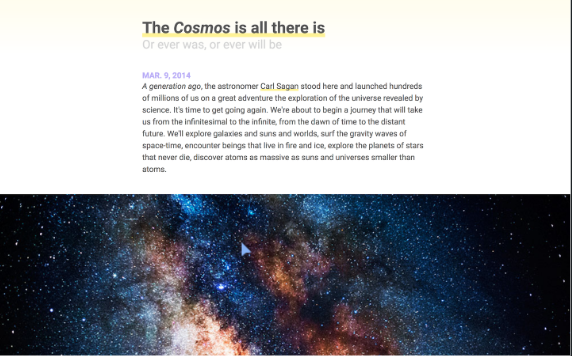 The Cosmos is all there is
Or ever was, or ever will be
MAR. 9, 2014
A generation ago, the astronomer Carl Sagan stood here and launched hundreds
of millions of us on a great adventure the exploration of the universe revealed by
science. It's time to get going again. We're about to begin a journey that will take
us from the infinitesimal to the infinite, from the dawn of time to the distant
future. We'll explore galaxies and suns and worlds, surf the gravity waves of
space-time, encounter beings that live in fire and ice, explore the planets of stars
that never die, discover atoms as massive as suns and universes smaller than
atoms.